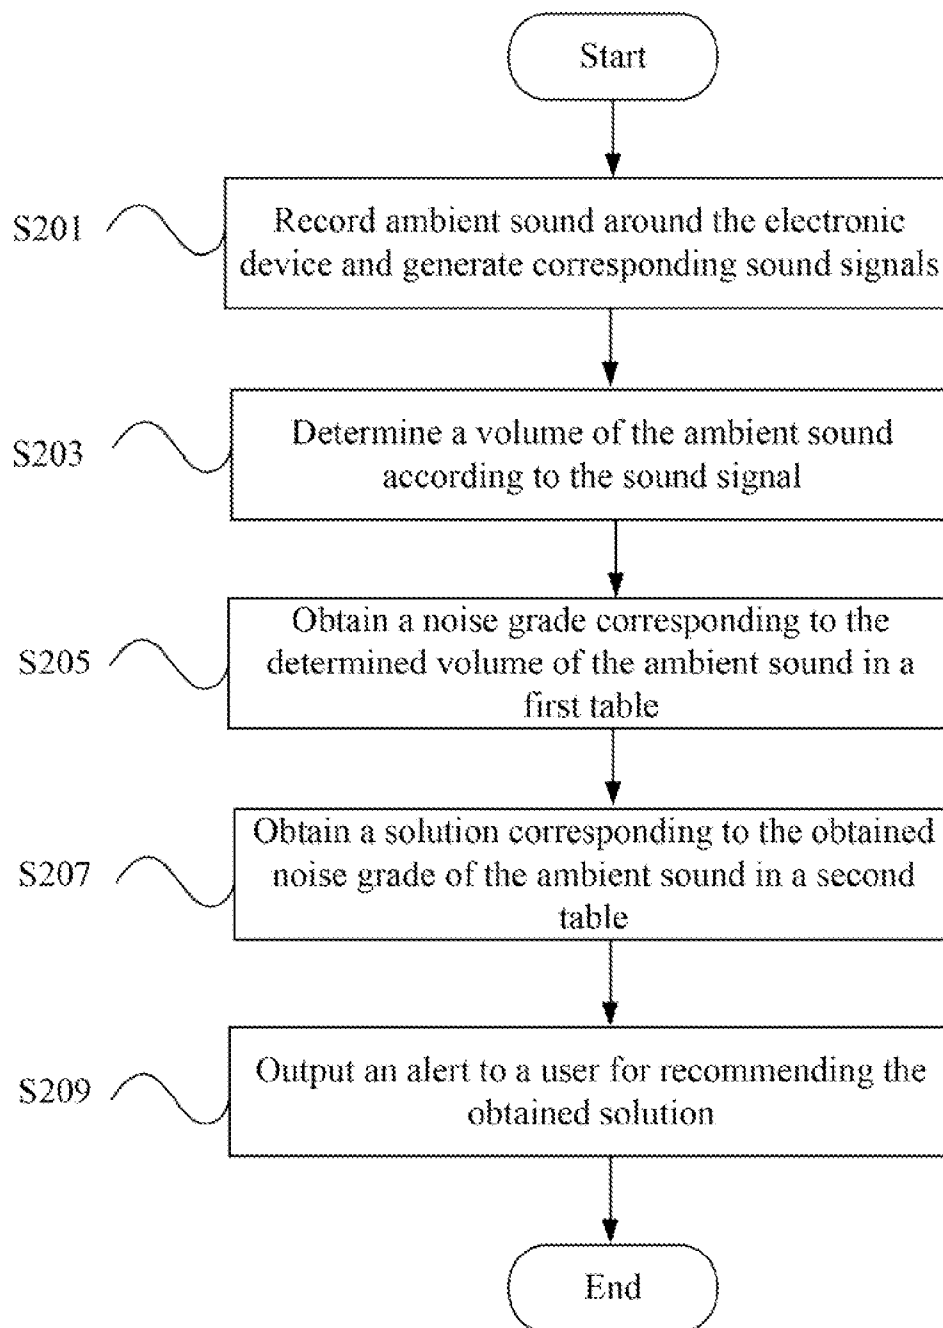 Start
S201
Record ambient sound around the electronic
device and generate corresponding sound signals
S203
Determine a volume of the ambient sound
according to the sound signal
S205
Obtain a noise grade corresponding to the
determined volume of the ambient sound in a
first table
S207
Obtain a solution corresponding to the obtained
noise grade of the ambient sound in a second
table
S209
Output an alert to a user for recommending the
obtained solution
End